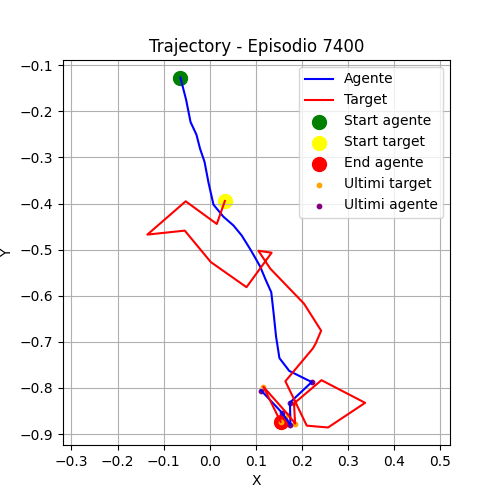 Trajectory - Episodio 7400
Agente
Target
Start agente
Start target
End agente
Ultimi target
Ultimi agente
Y
−0.1
−0.2
−0.3
−0.4
−0.5
−0.6
−0.7
−0.8
−0.9
−0.3 −0.2 −0.1 0.0 0.1 0.2 0.3 0.4 0.5
X